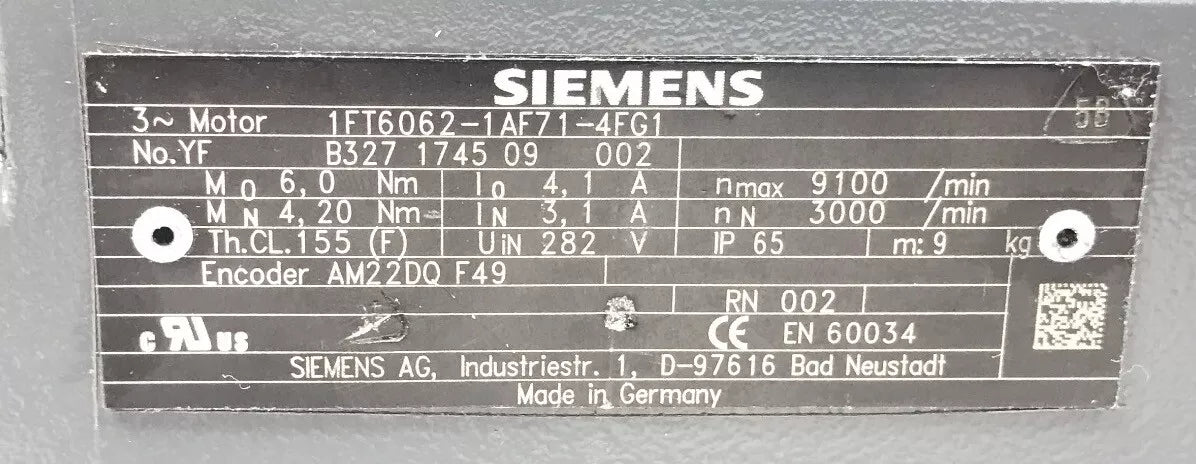 SIEMENS
58
3~ Motor 1FT6062-1AF71-4FG1
No.YF B327 1745 09 002
M0 6,0 Nm I0 4,1 A nmax 9100 /min
MN 4,20 Nm IN 3,1 A nN 3000 /min
Th.CL.155 (F) UiN 282 V IP 65 m: 9 kg
Encoder AM22DQ F49
RN 002
c RU us CE EN 60034
SIEMENS AG, Industriestr. 1, D-97616 Bad Neustadt
Made in Germany